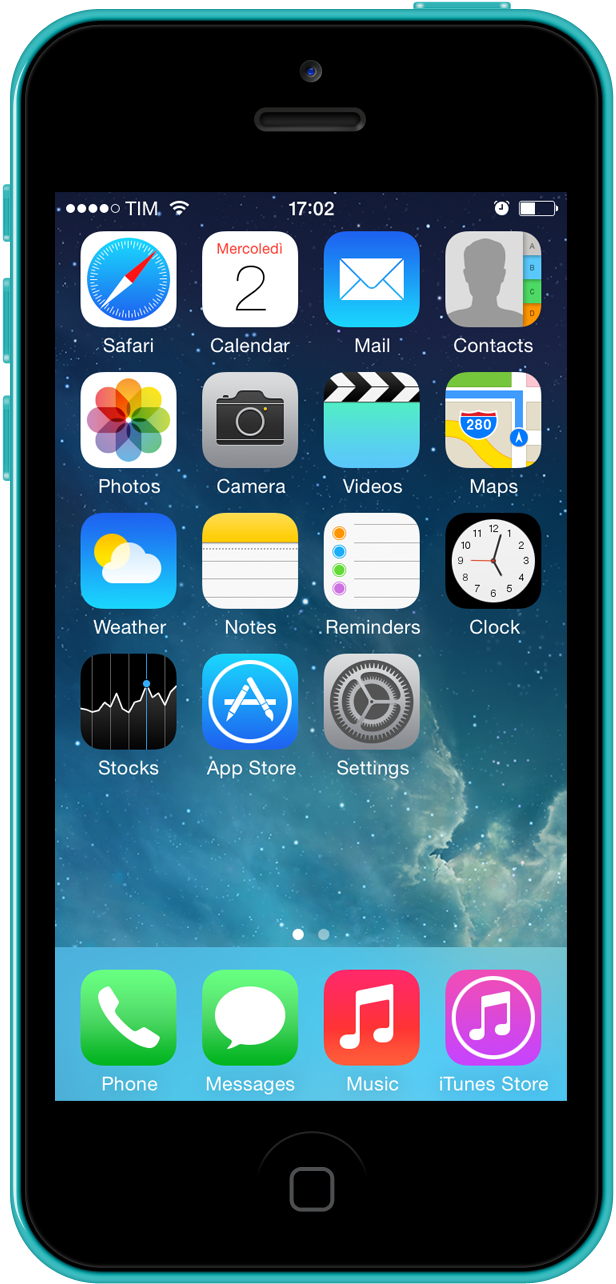 TIM 17:02
Mercoledì
2
A
B
C
D
Safari Calendar Mail Contacts
280
Photos Camera Videos Maps
12
11 1
10 2
9 3
8 4
7 5
6
Weather Notes Reminders Clock
Stocks App Store Settings
Phone Messages Music iTunes Store